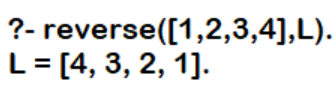 ?- reverse([1,2,3,4],L).
L = [4, 3, 2, 1].